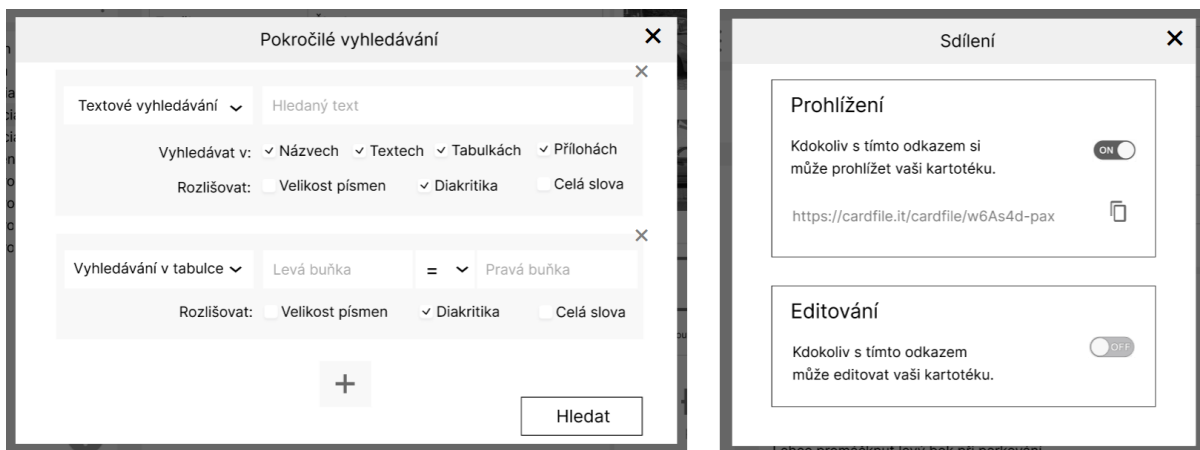 Pokročilé vyhledávání
Textové vyhledávání Hledaný text
Vyhledávat v: Názvech Textech Tabulkách Přílohách
Rozlišovat: Velikost písmen Diakritika Celá slova
Vyhledávání v tabulce Levá buňka = Pravá buňka
Rozlišovat: Velikost písmen Diakritika Celá slova
+
Hledat
Sdílení
Prohlížení
Kdokoliv s tímto odkazem si
může prohlížet vaši kartotéku.
ON
https://cardfile.it/cardfile/w6As4d-pax
Editování
Kdokoliv s tímto odkazem
může editovat vaši kartotéku.
OFF